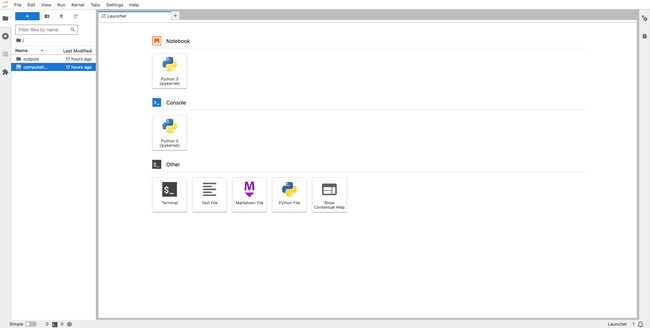 File Edit View Run Kernel Tabs Settings Help
+
Filter files by name
/
Name Last Modified
outputs 17 hours ago
computati... 17 hours ago
Launcher +
Notebook
Python 3
(ipykernel)
Console
Python 3
(ipykernel)
$_ Other
$_ M
Terminal Text File Markdown File Python File Show
Contextual Help
Simple 0 0 Launcher 1